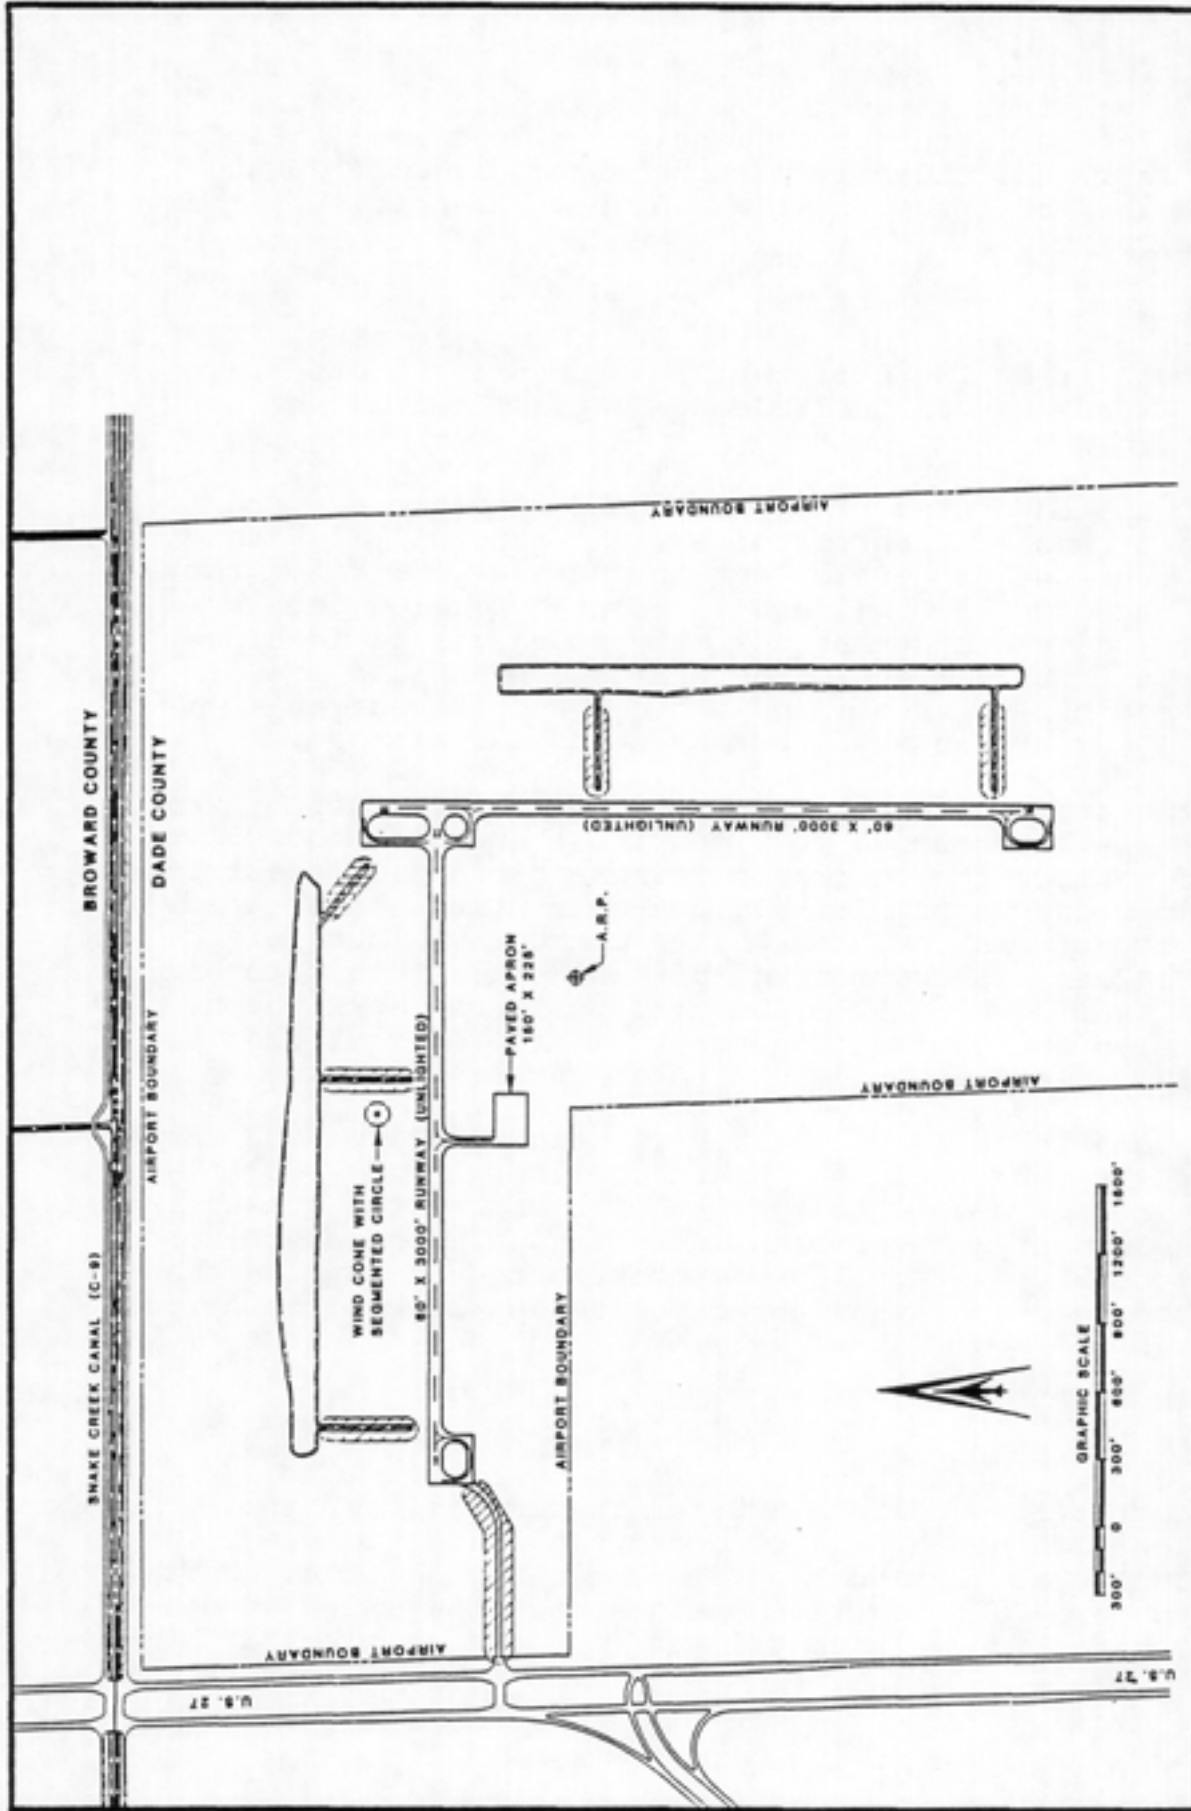 BROWARD COUNTY
DADE COUNTY
SNAKE CREEK CANAL (C-9)
AIRPORT BOUNDARY
AIRPORT BOUNDARY
U.S. 27
WIND CONE WITH
SEGMENTED CIRCLE
60' X 3000' RUNWAY (UNLIGHTED)
PAVED APRON
150' X 225'
A.R.P.
60' X 3000' RUNWAY (UNLIGHTED)
AIRPORT BOUNDARY
AIRPORT BOUNDARY
AIRPORT BOUNDARY
GRAPHIC SCALE
300' 0 300' 600' 900' 1200' 1500'
U.S. 27